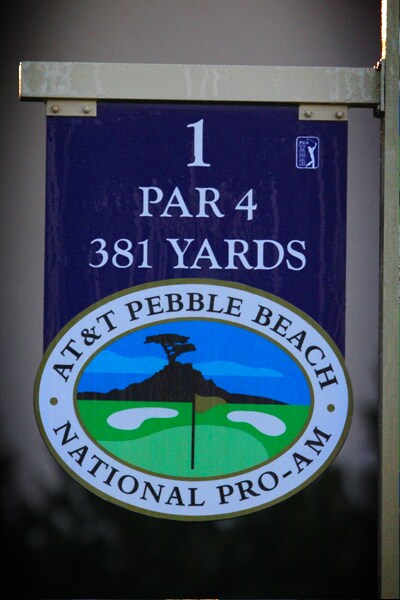 1
PAR 4
381 YARDS
AT&T PEBBLE BEACH
NATIONAL PRO-AM